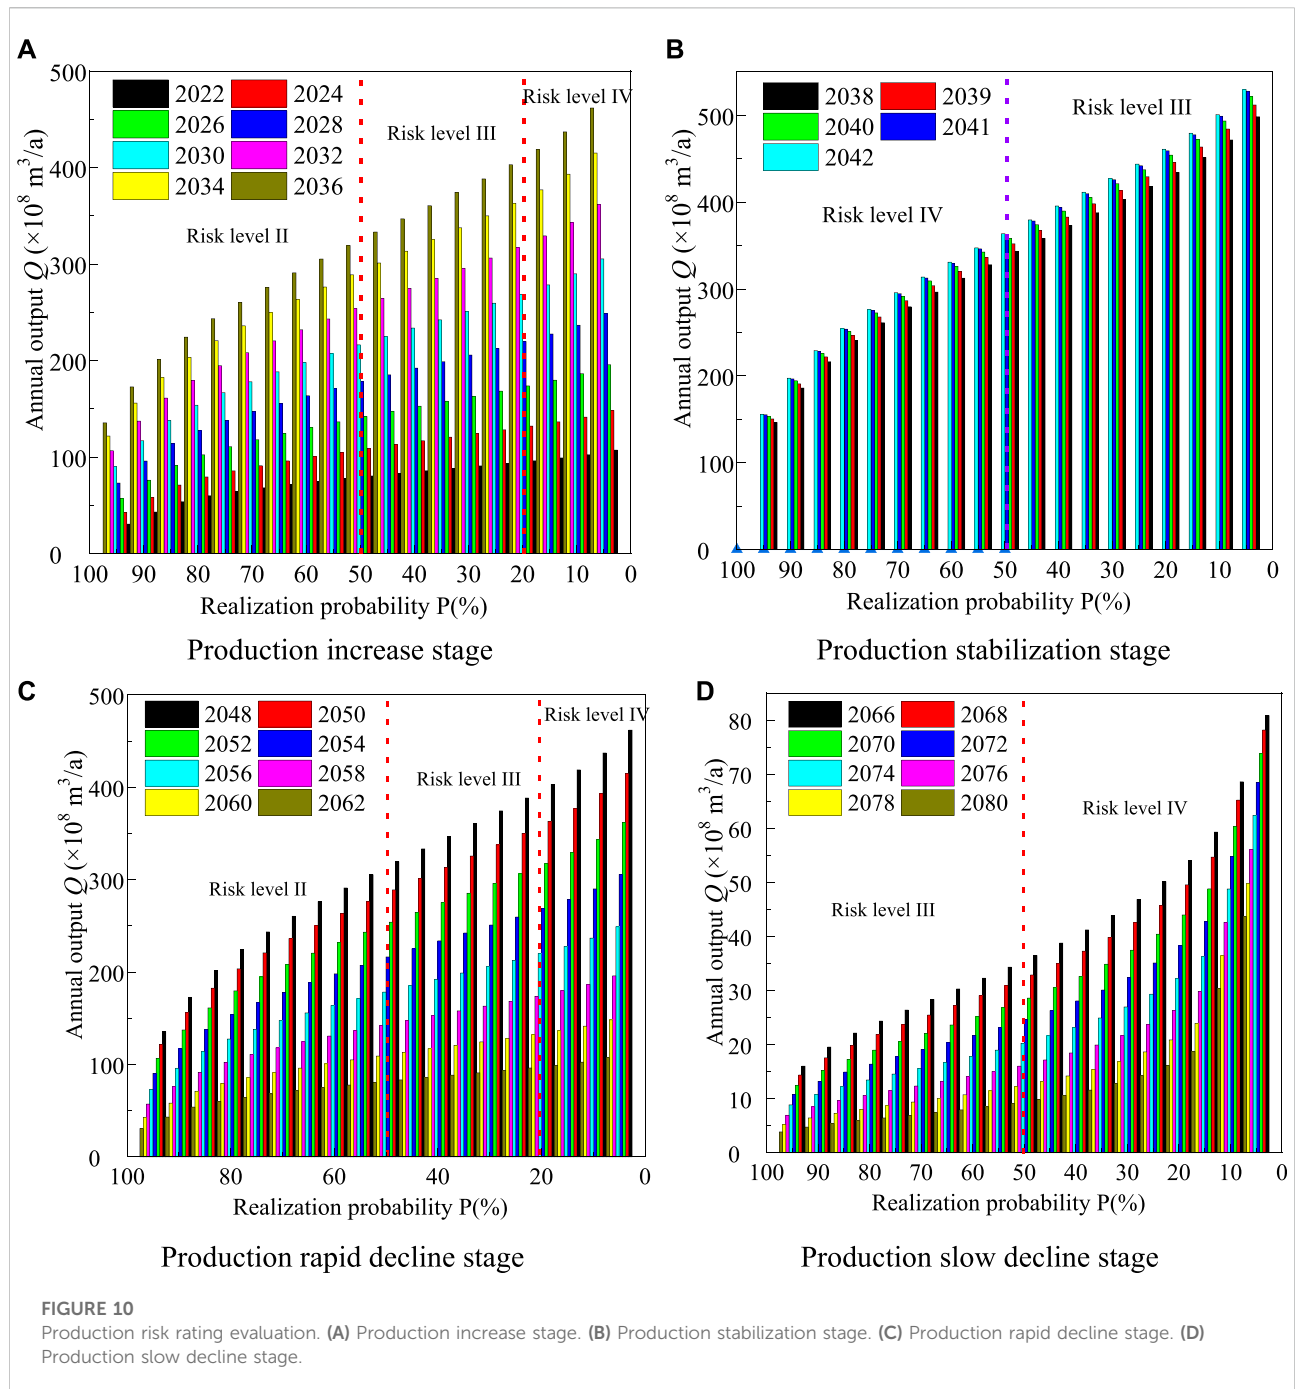 A
Annual output Q (×10⁸ m³/a)
500
400
300
200
100
0
2022 2024
2026 2028
2030 2032
2034 2036
Risk level II
Risk level III
Risk level IV
100 90 80 70 60 50 40 30 20 10 0
Realization probability P(%)
Production increase stage
B
Annual output Q (×10⁸ m³/a)
500
400
300
200
100
0
2038 2039
2040 2041
2042
Risk level IV
Risk level III
100 90 80 70 60 50 40 30 20 10 0
Realization probability P(%)
Production stabilization stage
C
Annual output Q (×10⁸ m³/a)
500
400
300
200
100
0
2048 2050
2052 2054
2056 2058
2060 2062
Risk level II
Risk level III
Risk level IV
100 80 60 40 20 0
Realization probability P(%)
Production rapid decline stage
D
Annual output Q (×10⁸ m³/a)
80
70
60
50
40
30
20
10
0
2066 2068
2070 2072
2074 2076
2078 2080
Risk level III
Risk level IV
100 90 80 70 60 50 40 30 20 10 0
Realization probability P(%)
Production slow decline stage
FIGURE 10
Production risk rating evaluation. (A) Production increase stage. (B) Production stabilization stage. (C) Production rapid decline stage. (D)
Production slow decline stage.